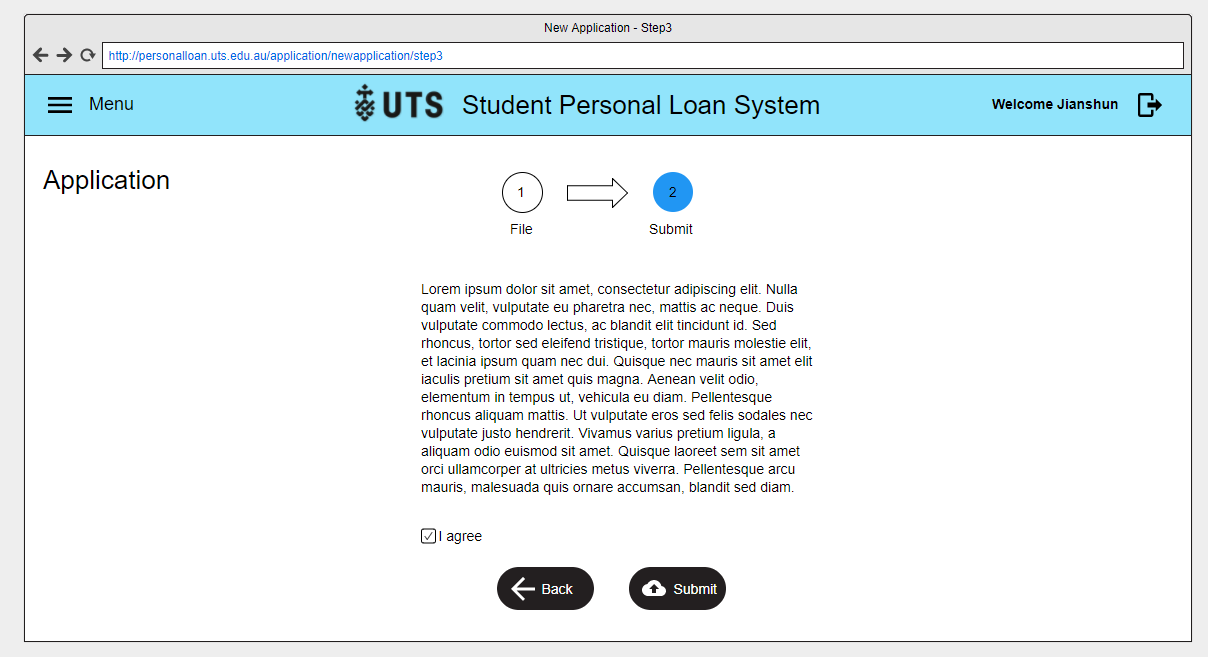 New Application - Step3
http://personalloan.uts.edu.au/application/newapplication/step3
Menu
UTS
Student Personal Loan System
Welcome Jianshun
Application
1
2
File
Submit
Lorem ipsum dolor sit amet, consectetur adipiscing elit. Nulla
quam velit, vulputate eu pharetra nec, mattis ac neque. Duis
vulputate commodo lectus, ac blandit elit tincidunt id. Sed
rhoncus, tortor sed eleifend tristique, tortor mauris molestie elit,
et lacinia ipsum quam nec dui. Quisque nec mauris sit amet elit
iaculis pretium sit amet quis magna. Aenean velit odio,
elementum in tempus ut, vehicula eu diam. Pellentesque
rhoncus aliquam mattis. Ut vulputate eros sed felis sodales nec
vulputate justo hendrerit. Vivamus varius pretium ligula, a
aliquam odio euismod sit amet. Quisque laoreet sem sit amet
orci ullamcorper at ultricies metus viverra. Pellentesque arcu
mauris, malesuada quis ornare accumsan, blandit sed diam.
I agree
Back
Submit